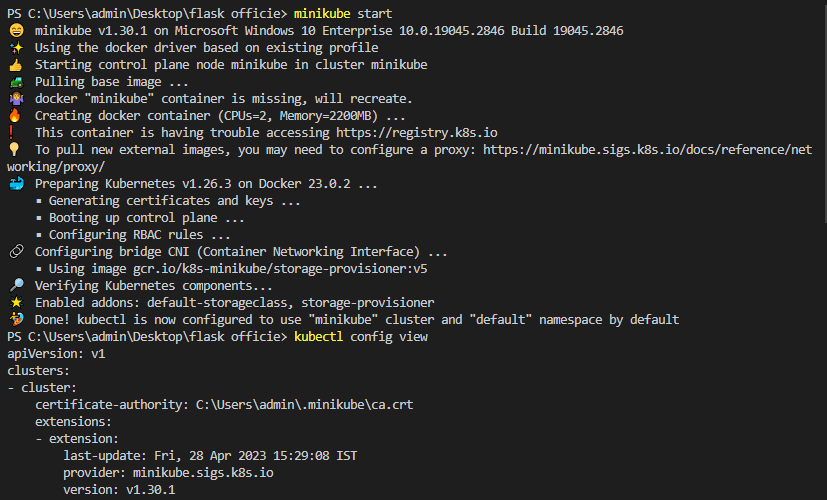 PS C:\Users\admin\Desktop\flask officie> minikube start
😄  minikube v1.30.1 on Microsoft Windows 10 Enterprise 10.0.19045.2846 Build 19045.2846
✨  Using the docker driver based on existing profile
👍  Starting control plane node minikube in cluster minikube
🚜  Pulling base image ...
🤷  docker "minikube" container is missing, will recreate.
🔥  Creating docker container (CPUs=2, Memory=2200MB) ...
❗  This container is having trouble accessing https://registry.k8s.io
💡  To pull new external images, you may need to configure a proxy: https://minikube.sigs.k8s.io/docs/reference/net
working/proxy/
🐳  Preparing Kubernetes v1.26.3 on Docker 23.0.2 ...
    ▪ Generating certificates and keys ...
    ▪ Booting up control plane ...
    ▪ Configuring RBAC rules ...
🔗  Configuring bridge CNI (Container Networking Interface) ...
    ▪ Using image gcr.io/k8s-minikube/storage-provisioner:v5
🔎  Verifying Kubernetes components...
🌟  Enabled addons: default-storageclass, storage-provisioner
🏄  Done! kubectl is now configured to use "minikube" cluster and "default" namespace by default
PS C:\Users\admin\Desktop\flask officie> kubectl config view
apiVersion: v1
clusters:
- cluster:
    certificate-authority: C:\Users\admin\.minikube\ca.crt
    extensions:
    - extension:
        last-update: Fri, 28 Apr 2023 15:29:08 IST
        provider: minikube.sigs.k8s.io
        version: v1.30.1